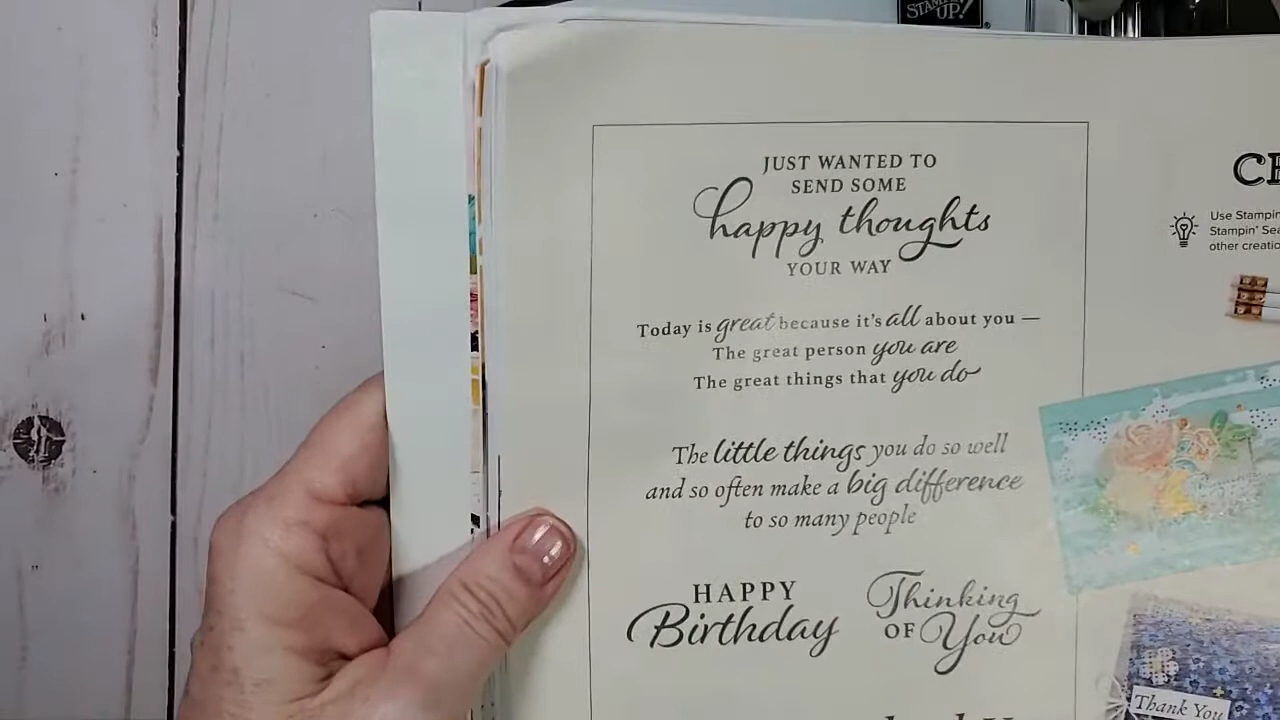 STAMPIN' UP!
JUST WANTED TO
SEND SOME
happy thoughts
YOUR WAY
Today is great because it's all about you —
The great person you are
The great things that you do
The little things you do so well
and so often make a big difference
to so many people
HAPPY
Birthday
Thinking
OF You
Use Stampin'
Stampin' Sea
other creatio
Thank You